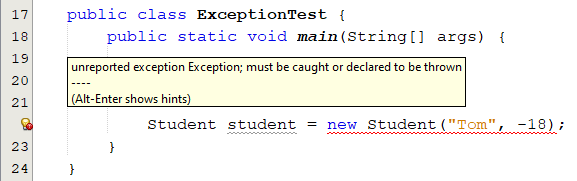 17 public class ExceptionTest {
18 public static void main(String[] args) {
19
unreported exception Exception; must be caught or declared to be thrown
20
----
21
(Alt-Enter shows hints)
Student student = new Student("Tom", -18);
23 }
24 }